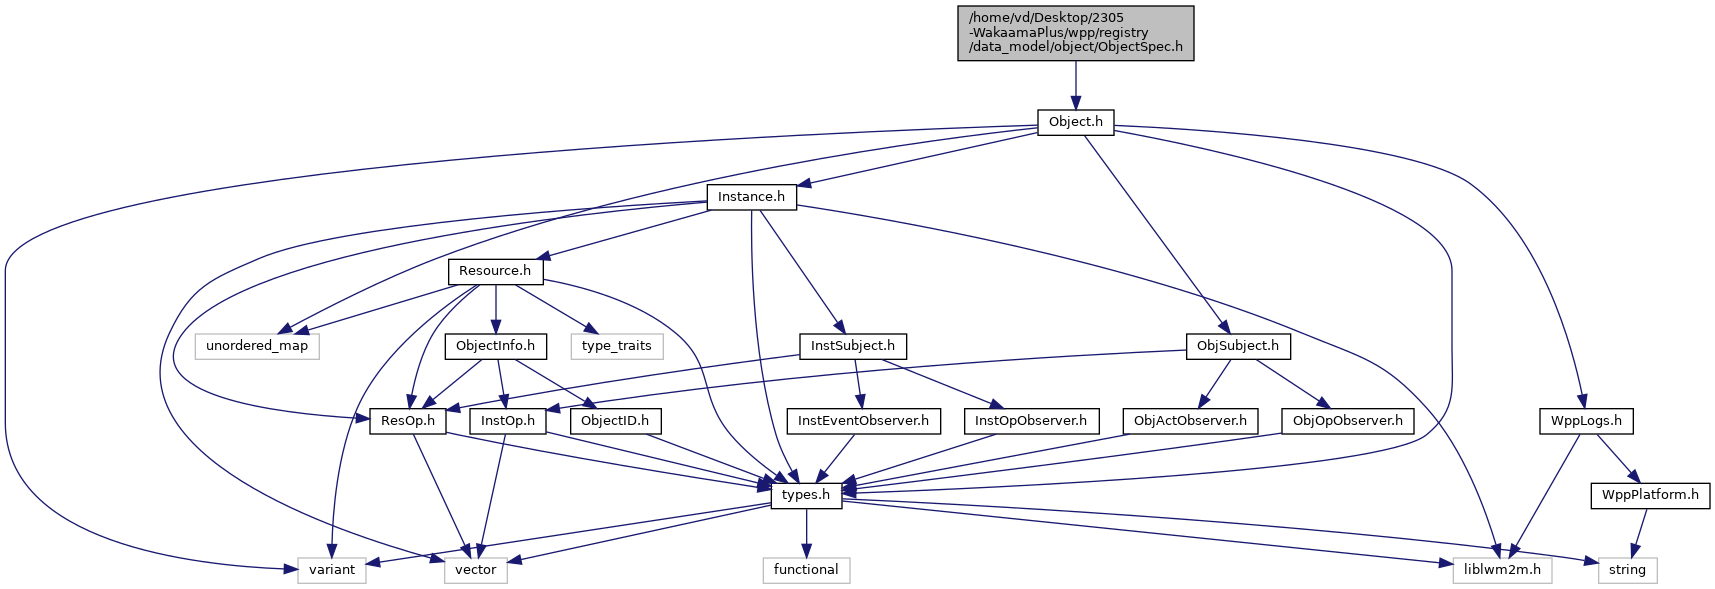 /home/vd/Desktop/2305
-WakaamaPlus/wpp/registry
/data_model/object/ObjectSpec.h
Object.h
Instance.h
Resource.h
unordered_map
ObjectInfo.h
type_traits
InstSubject.h
ObjSubject.h
ResOp.h
InstOp.h
ObjectID.h
InstEventObserver.h
InstOpObserver.h
ObjActObserver.h
ObjOpObserver.h
WppLogs.h
types.h
WppPlatform.h
variant
vector
functional
liblwm2m.h
string